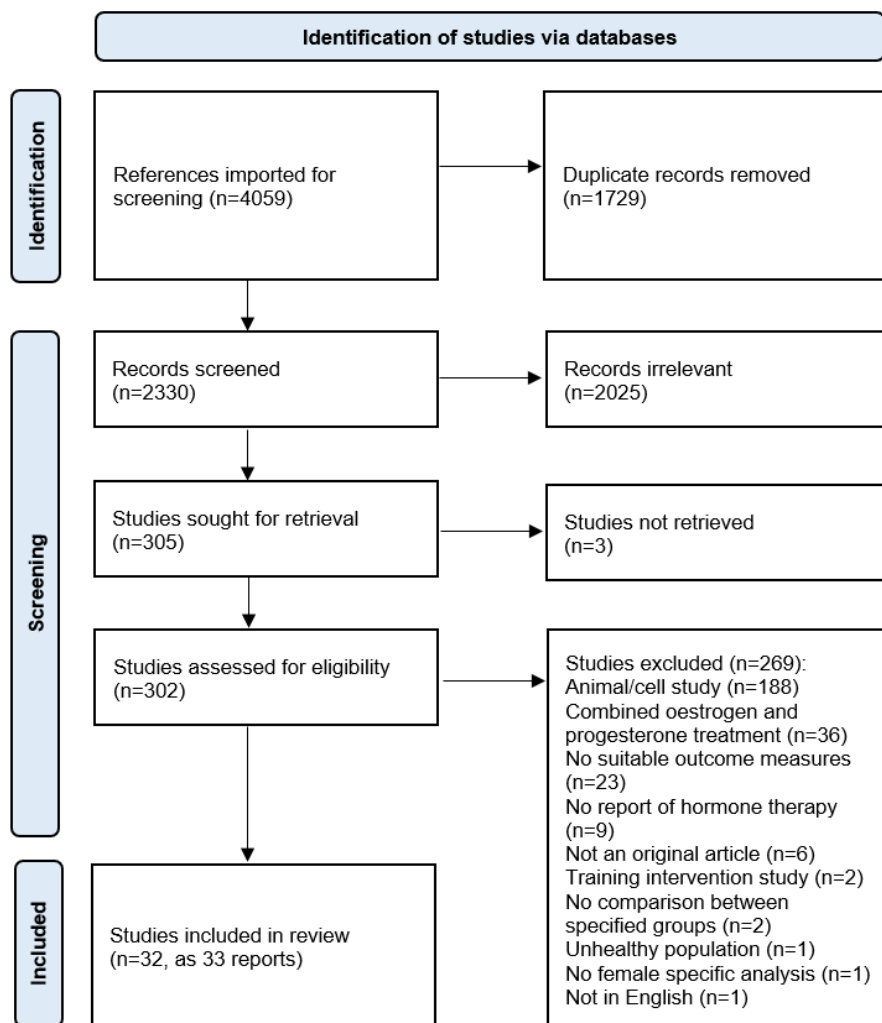 Identification of studies via databases
Identification
References imported for
screening (n=4059)
Duplicate records removed
(n=1729)
Screening
Records screened
(n=2330)
Records irrelevant
(n=2025)
Studies sought for retrieval
(n=305)
Studies not retrieved
(n=3)
Studies assessed for eligibility
(n=302)
Studies excluded (n=269):
Animal/cell study (n=188)
Combined oestrogen and
progesterone treatment (n=36)
No suitable outcome measures
(n=23)
No report of hormone therapy
(n=9)
Not an original article (n=6)
Training intervention study (n=2)
No comparison between
specified groups (n=2)
Unhealthy population (n=1)
No female specific analysis (n=1)
Not in English (n=1)
Included
Studies included in review
(n=32, as 33 reports)